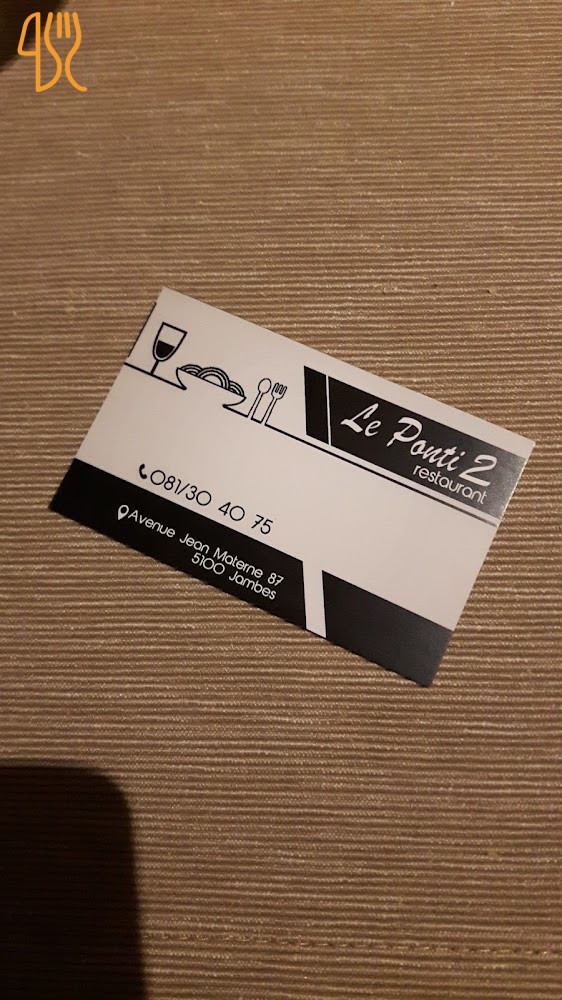 Le Ponti 2
restaurant
081/30 40 75
Avenue Jean Materne 87
5100 Jambes